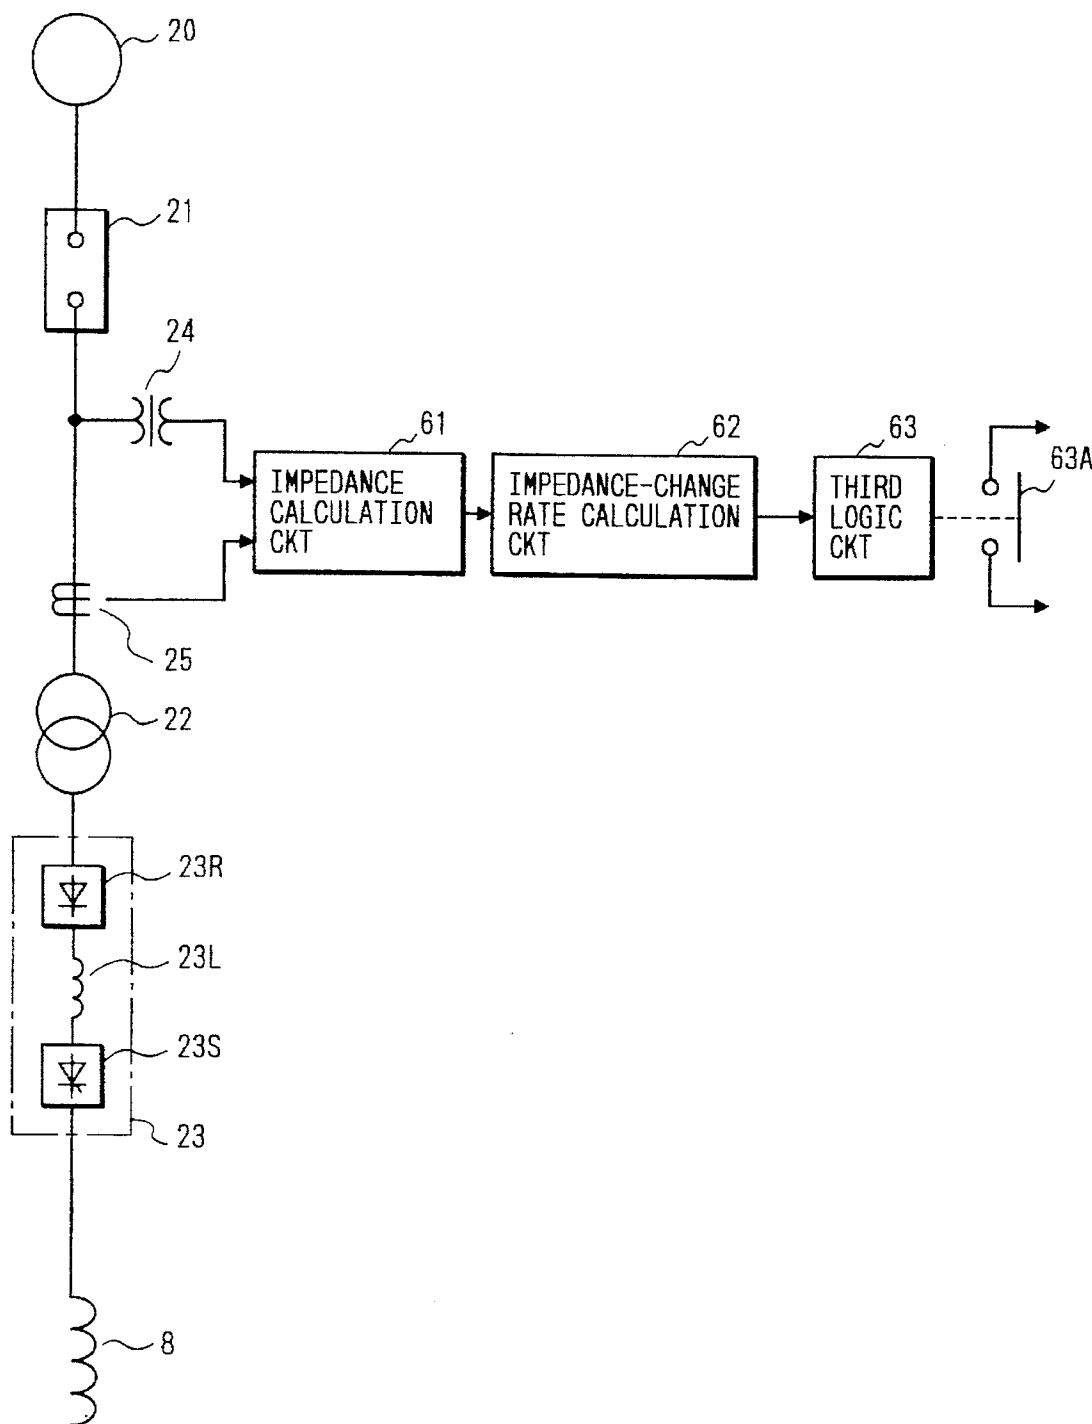 20
21
24
61
62
63
63A
IMPEDANCE
CALCULATION
CKT
IMPEDANCE-CHANGE
RATE CALCULATION
CKT
THIRD
LOGIC
CKT
25
22
23R
23L
23S
23
8